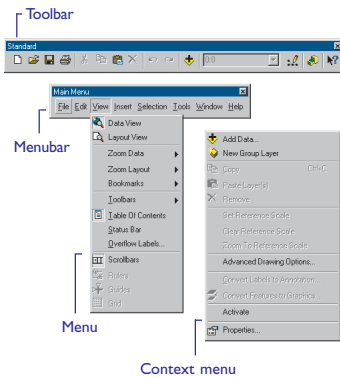 Toolbar
Standard
0:0
Main Menu
File Edit View Insert Selection Tools Window Help
Menubar
Data View
Layout View
Zoom Data
Zoom Layout
Bookmarks
Toolbars
Table Of Contents
Status Bar
Overflow Labels...
Scrollbars
Rulers
Guides
Grid
Menu
Add Data...
New Group Layer
Copy Ctrl+C
Paste Layer(s)
Remove
Set Reference Scale
Clear Reference Scale
Zoom To Reference Scale
Advanced Drawing Options...
Convert Labels to Annotation...
Convert Features to Graphics...
Activate
Properties...
Context menu